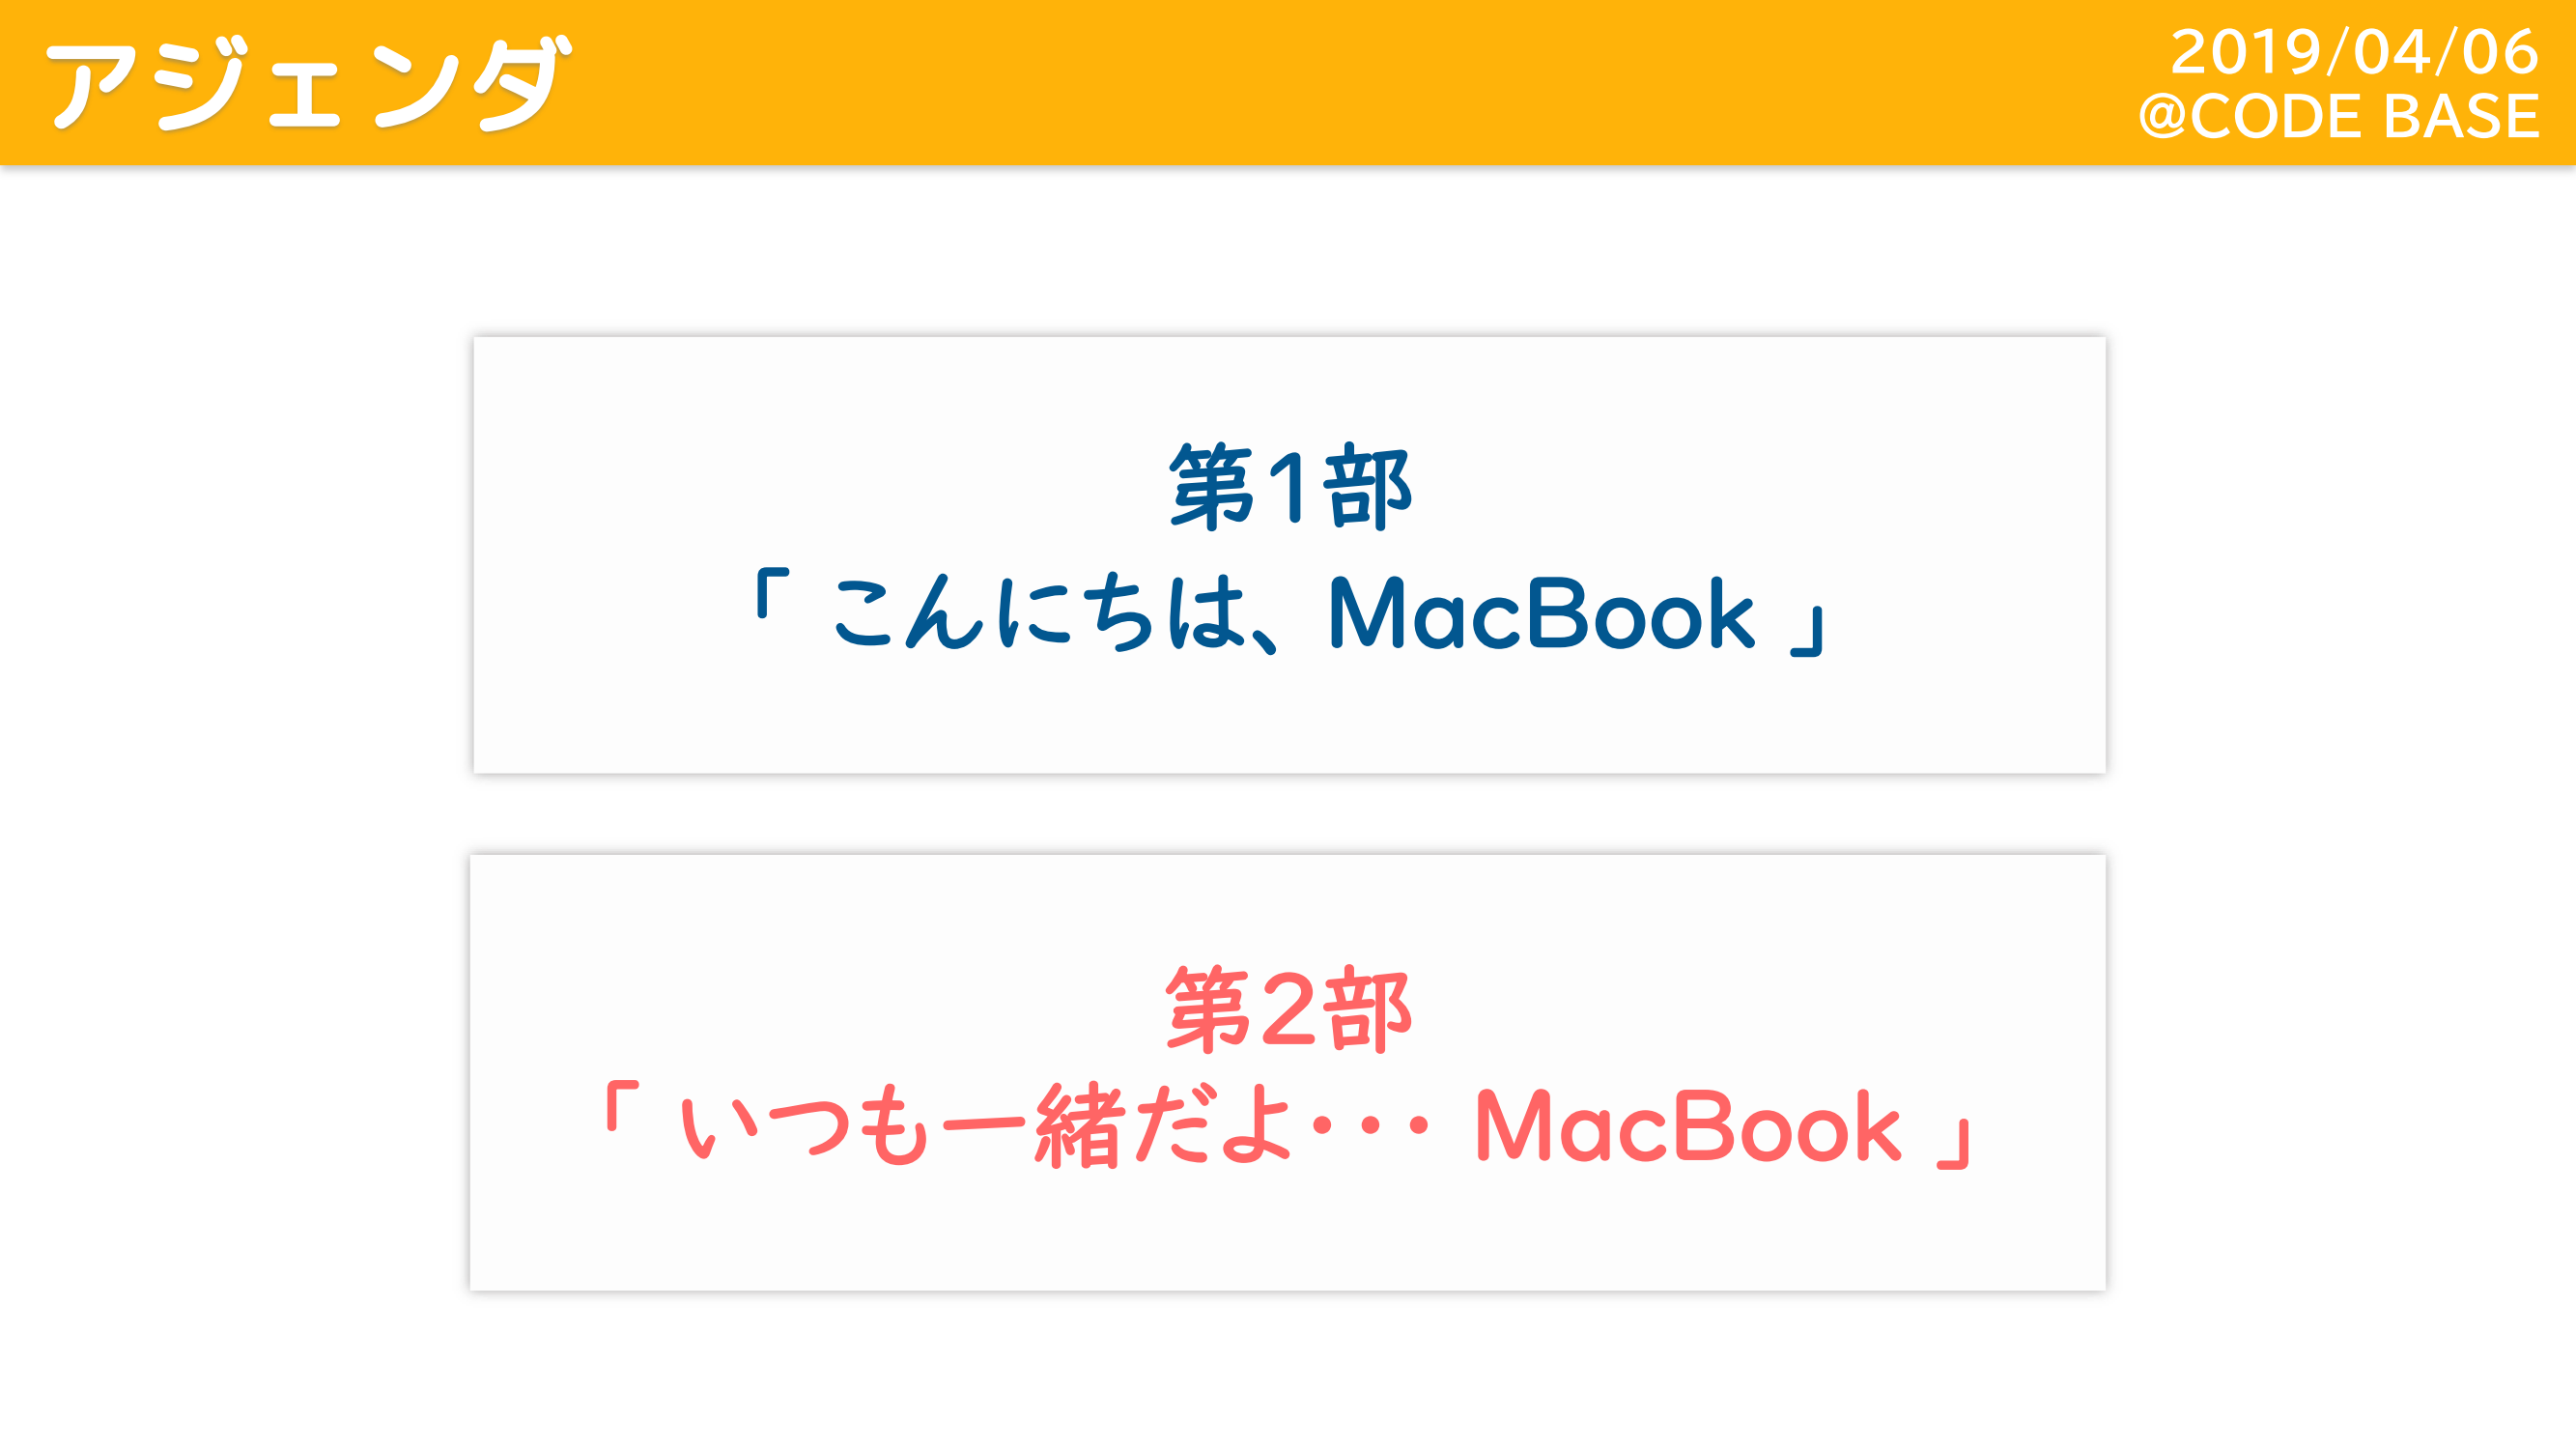 アジェンダ
2019/04/06
@CODE BASE
第1部
「 こんにちは、MacBook 」
第2部
「 いつも一緒だよ・・・ MacBook 」